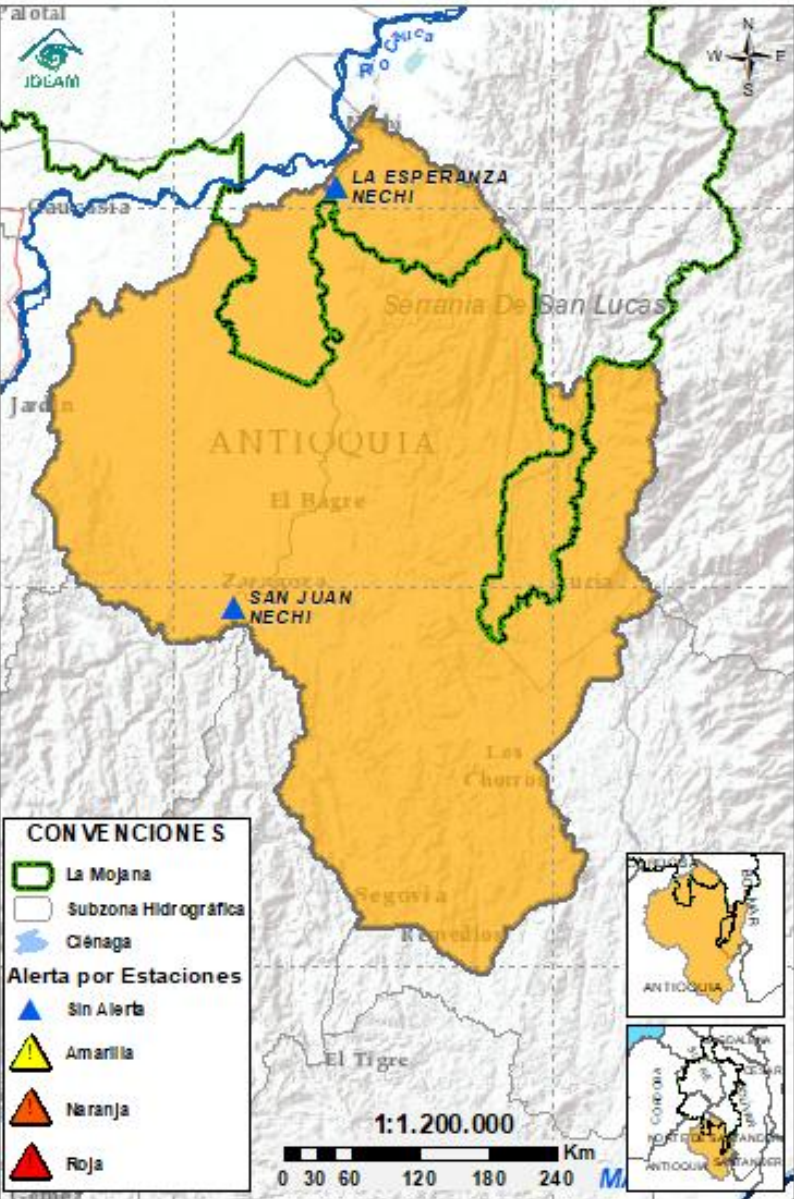 alotal
IDEAM
Río Cauca
N
W
E
S
LA ESPERANZA
NECHI
Caucasia
Serrania De San Lucas
Jardin
ANTIOQUIA
El Bagre
Zaragoza
SAN JUAN
NECHI
Los
Chorros
Segovia
Remedios
El Tigre
CONVENCIONES
La Mojana
Subzona Hidrográfica
Ciénaga
Alerta por Estaciones
Sin Alerta
Amarilla
Naranja
Roja
1:1.200.000
Km
0 30 60 120 180 240
BOLIVAR
ANTIOQUIA
CESAR
CORDOBA
NORTE DE SANTANDER
ANTIOQUIA
SANTANDER